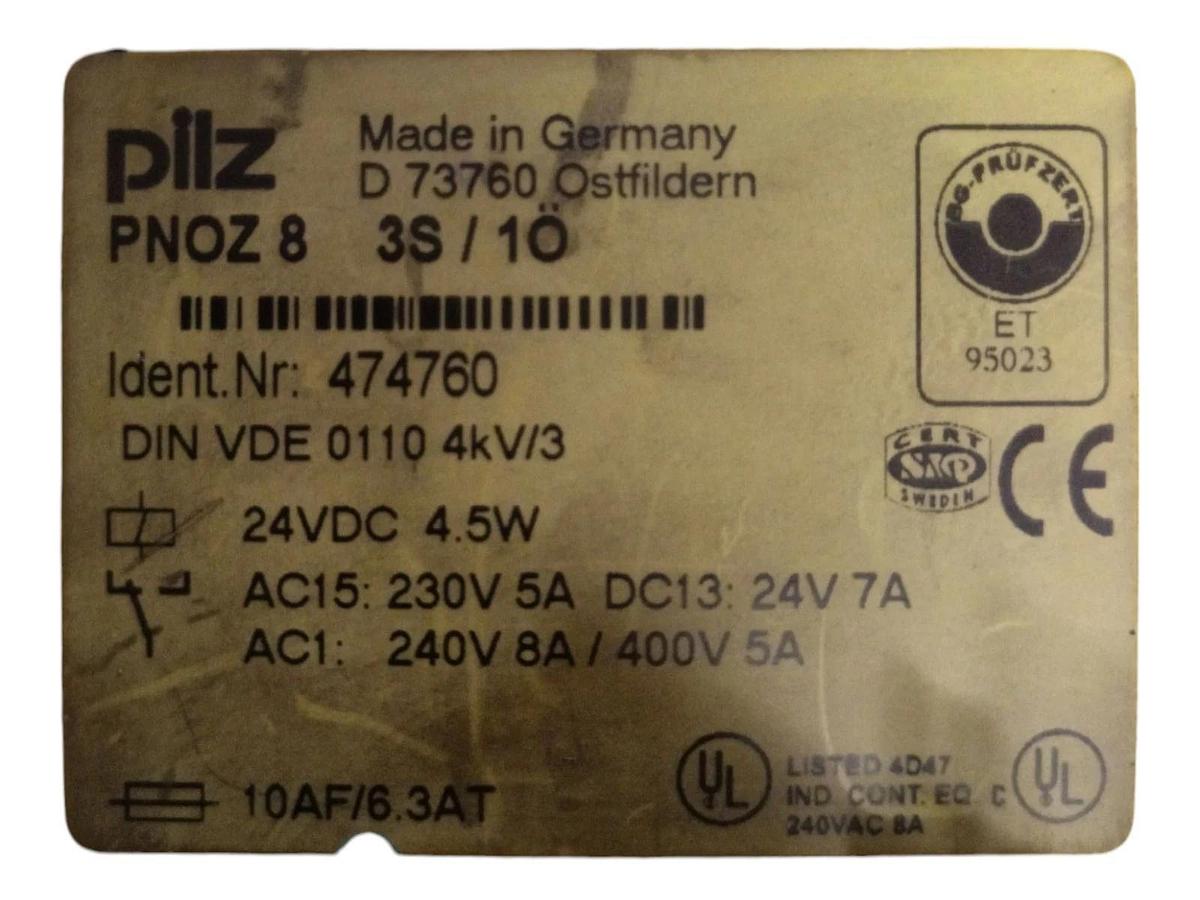 pilz Made in Germany
D 73760 Ostfildern
PNOZ 8 3S / 1Ö
Ident.Nr: 474760
DIN VDE 0110 4kV/3
24VDC 4.5W
AC15: 230V 5A DC13: 24V 7A
AC1: 240V 8A / 400V 5A
10AF/6.3AT
BG-PRÜFZERT
ET
95023
CERT
SWEDEN
CE
UL
LISTED 4D47
IND CONT. EQ
240VAC 8A
C UL